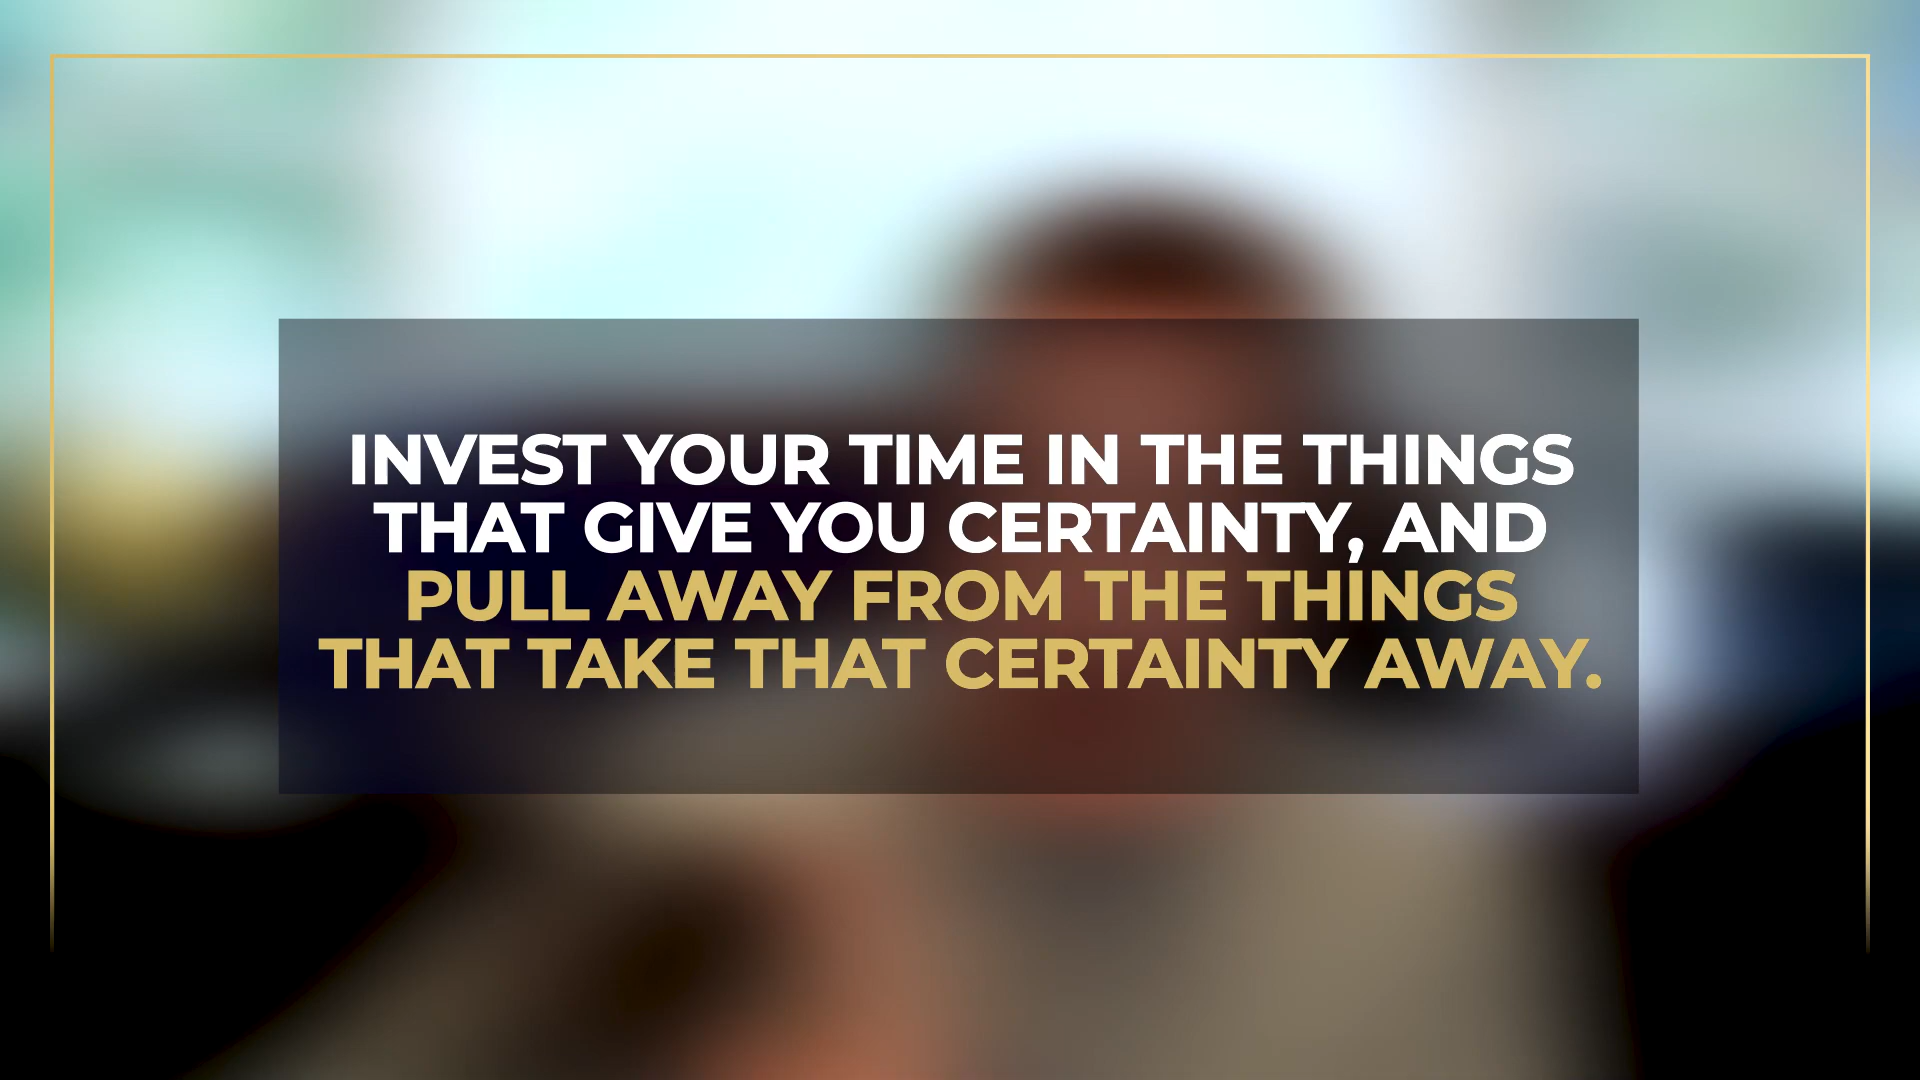 INVEST YOUR TIME IN THE THINGS
THAT GIVE YOU CERTAINTY, AND
PULL AWAY FROM THE THINGS
THAT TAKE THAT CERTAINTY AWAY.